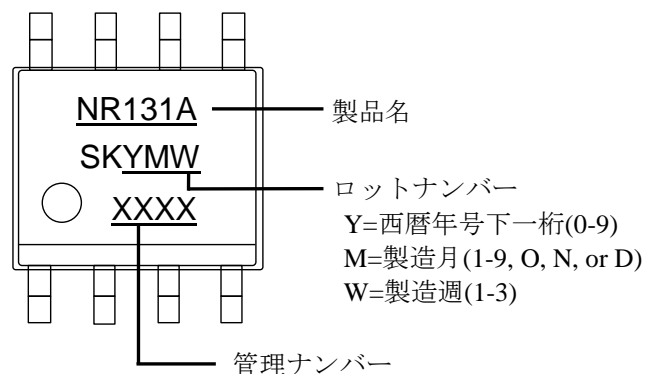 NR131A
製品名
SKYMW
ロットナンバー
XXXX
Y=西暦年号下一桁(0-9)
M=製造月(1-9, O, N, or D)
W=製造週(1-3)
管理ナンバー